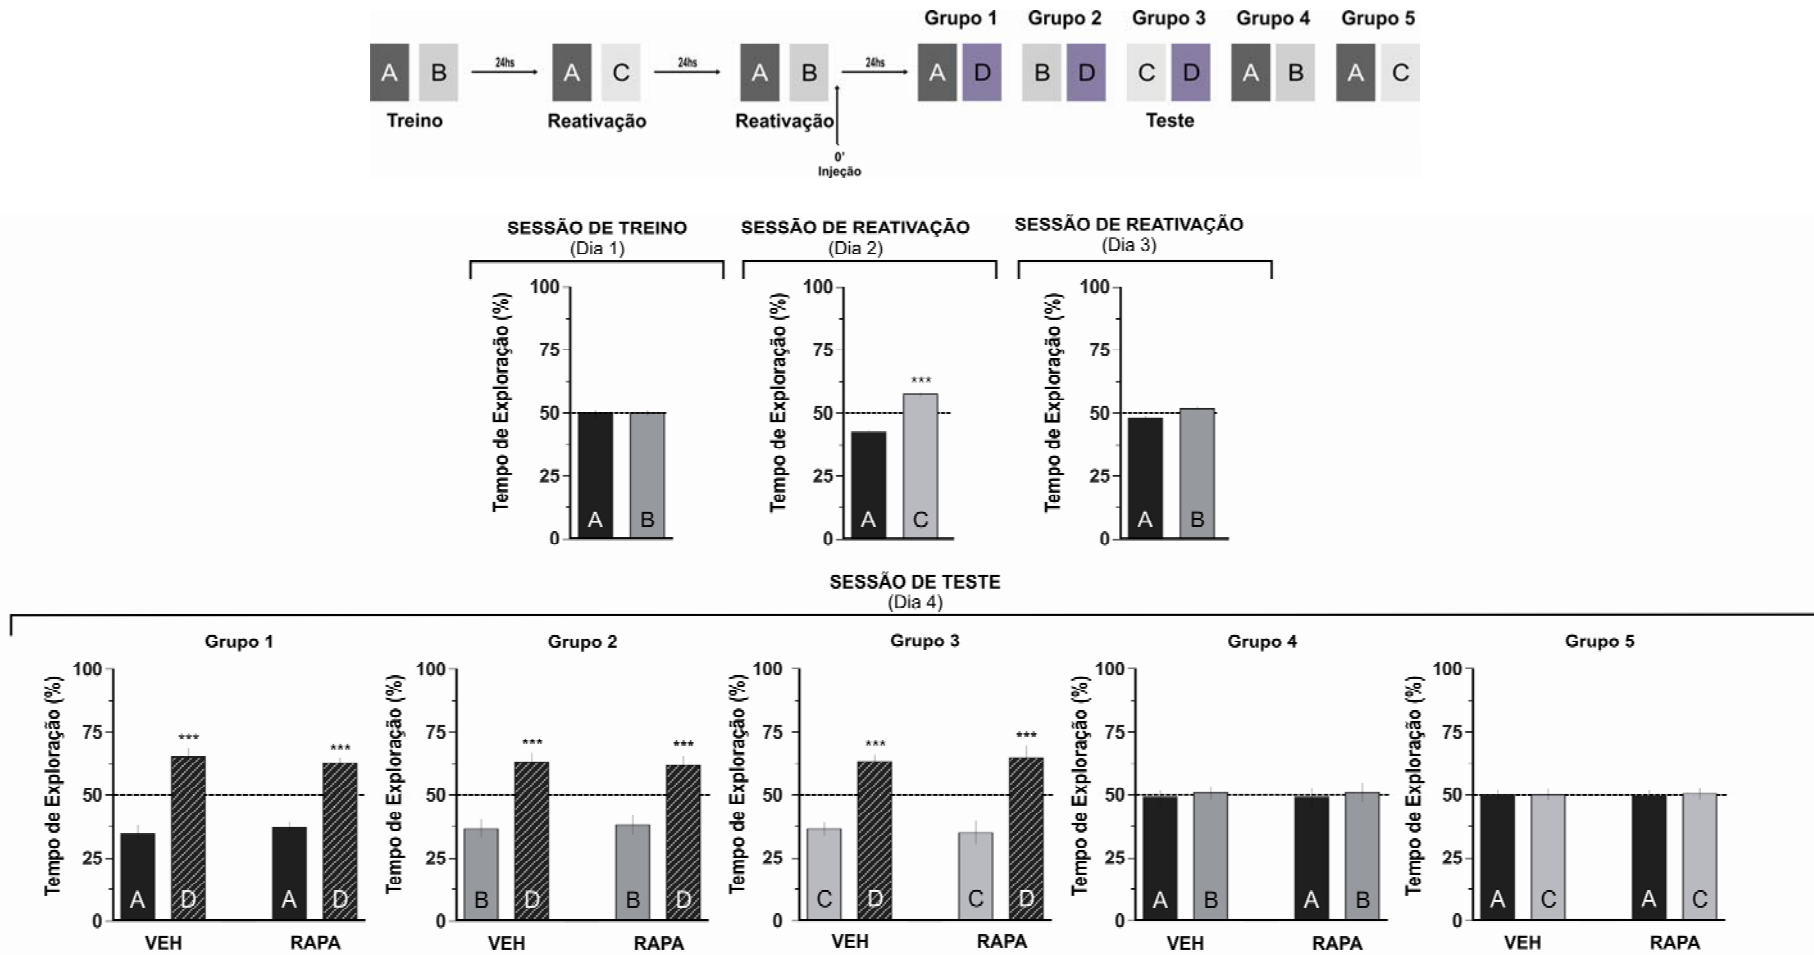 Grupo 1 Grupo 2 Grupo 3 Grupo 4 Grupo 5
A B 24hs A C 24hs A B 24hs A D B D C D A B A C
Treino Reativação Reativação Teste
0'
Injeção
SESSÃO DE TREINO
(Dia 1)
Tempo de Exploração (%)
100
75
50
25
0
A B
SESSÃO DE REATIVAÇÃO
(Dia 2)
Tempo de Exploração (%)
100
75
50
25
0
***
A C
SESSÃO DE REATIVAÇÃO
(Dia 3)
Tempo de Exploração (%)
100
75
50
25
0
A B
SESSÃO DE TESTE
(Dia 4)
Grupo 1
Tempo de Exploração (%)
100
75
50
25
0
*** ***
A D A D
VEH RAPA
Grupo 2
Tempo de Exploração (%)
100
75
50
25
0
*** ***
B D B D
VEH RAPA
Grupo 3
Tempo de Exploração (%)
100
75
50
25
0
*** ***
C D C D
VEH RAPA
Grupo 4
Tempo de Exploração (%)
100
75
50
25
0
A B A B
VEH RAPA
Grupo 5
Tempo de Exploração (%)
100
75
50
25
0
A C A C
VEH RAPA